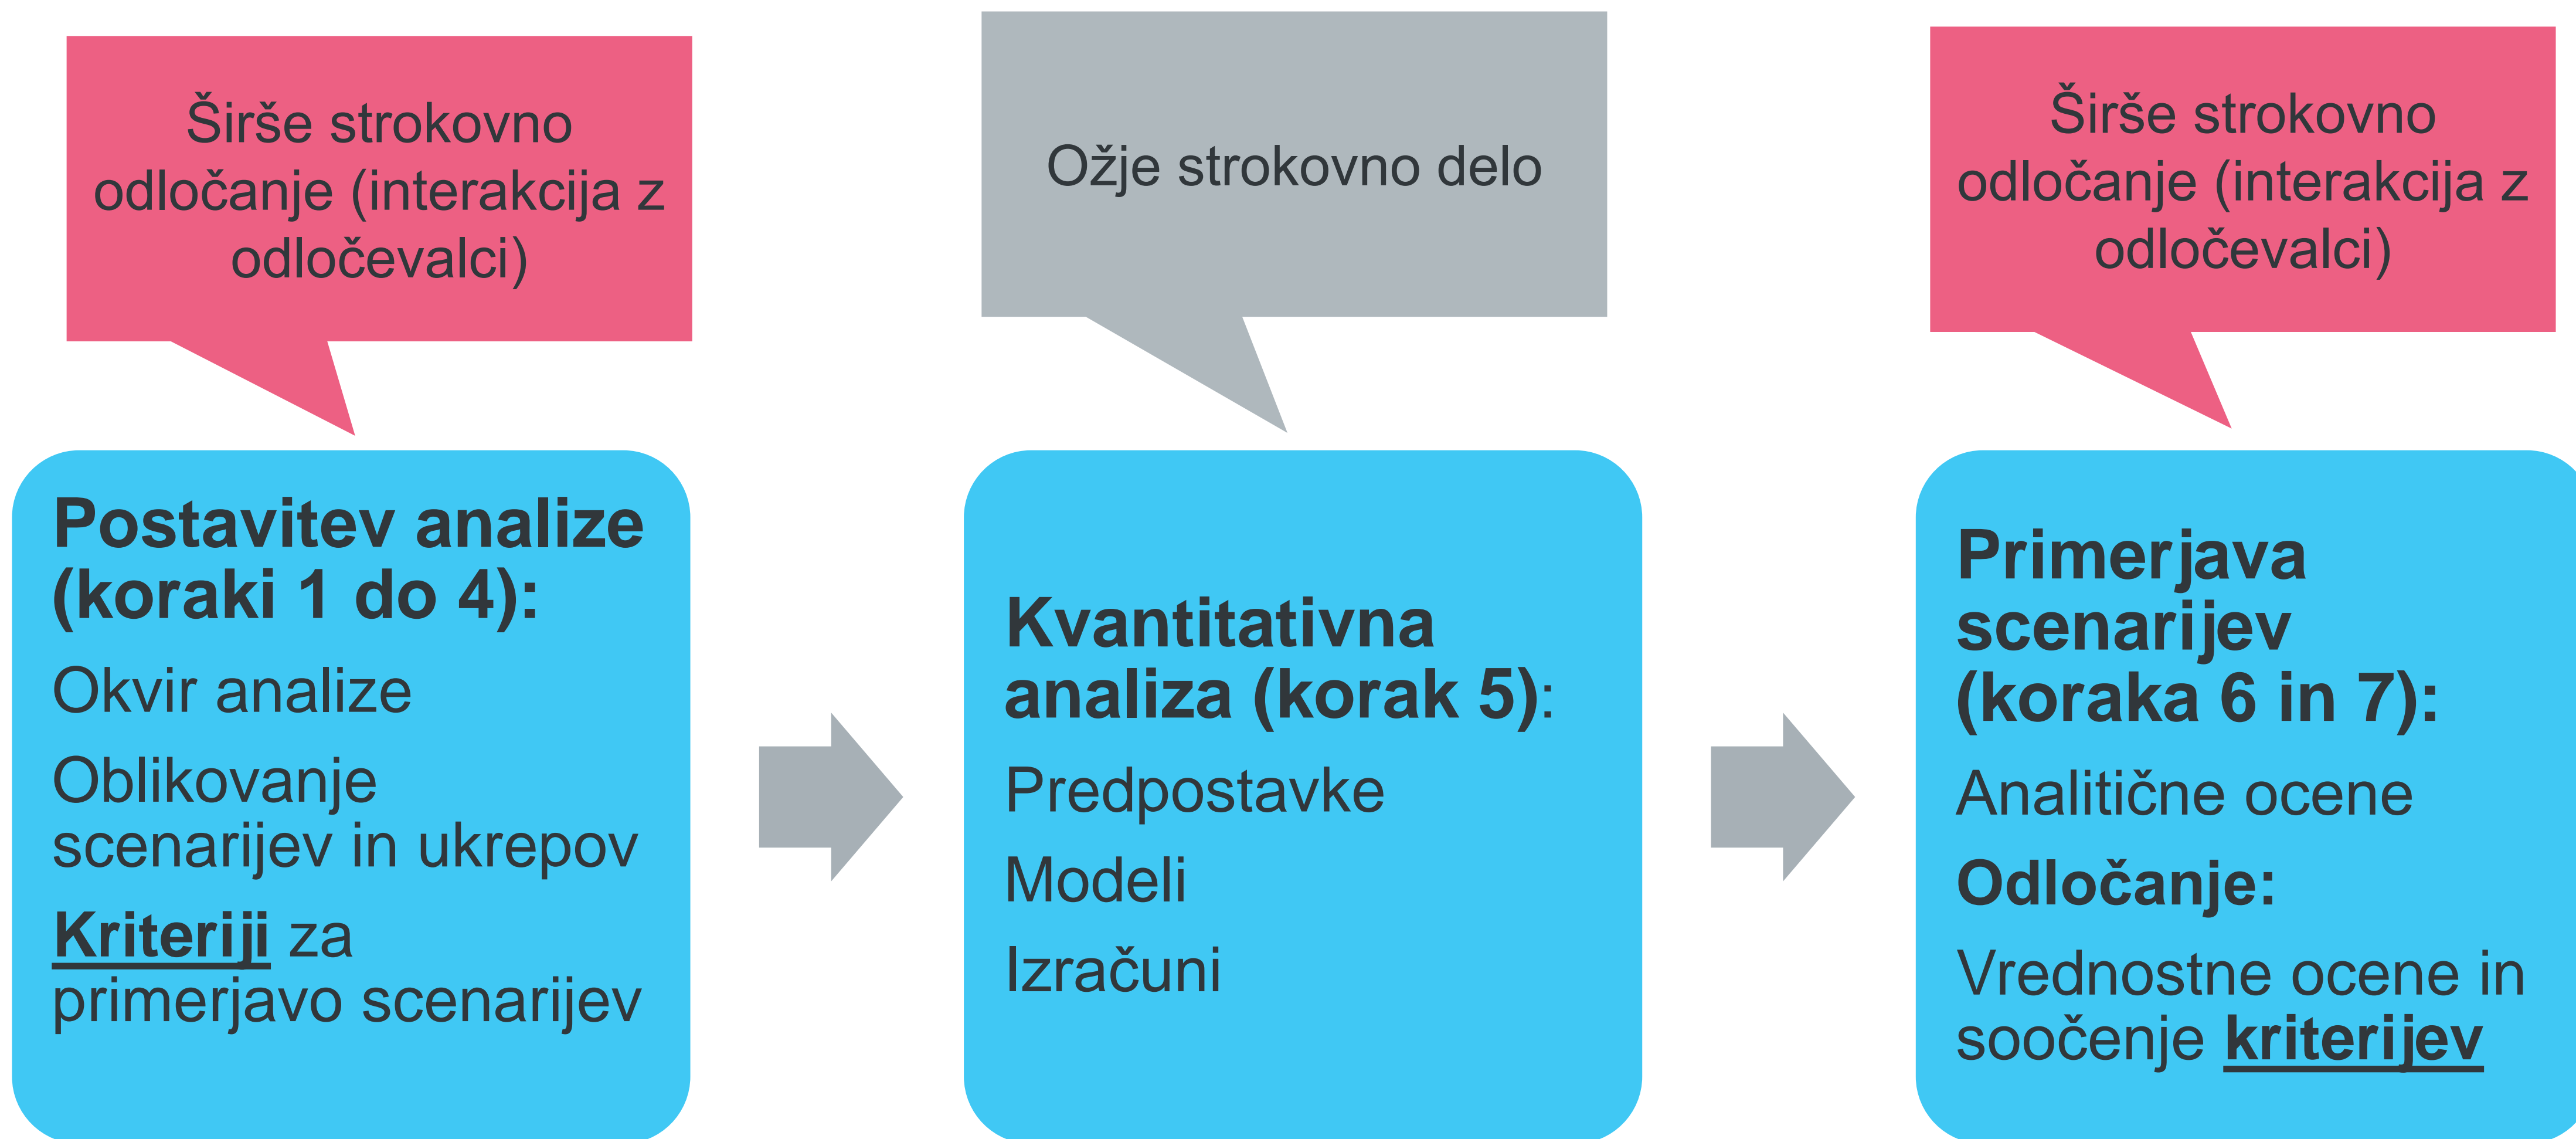 Širše strokovno
odločanje (interakcija z
odločevalci)
Ožje strokovno delo
Širše strokovno
odločanje (interakcija z
odločevalci)
Postavitev analize
(koraki 1 do 4):
Okvir analize
Oblikovanje
scenarijev in ukrepov
Kriteriji za
primerjavo scenarijev
Kvantitativna
analiza (korak 5):
Predpostavke
Modeli
Izračuni
Primerjava
scenarijev
(koraka 6 in 7):
Analitične ocene
Odločanje:
Vrednostne ocene in
soočenje kriterijev